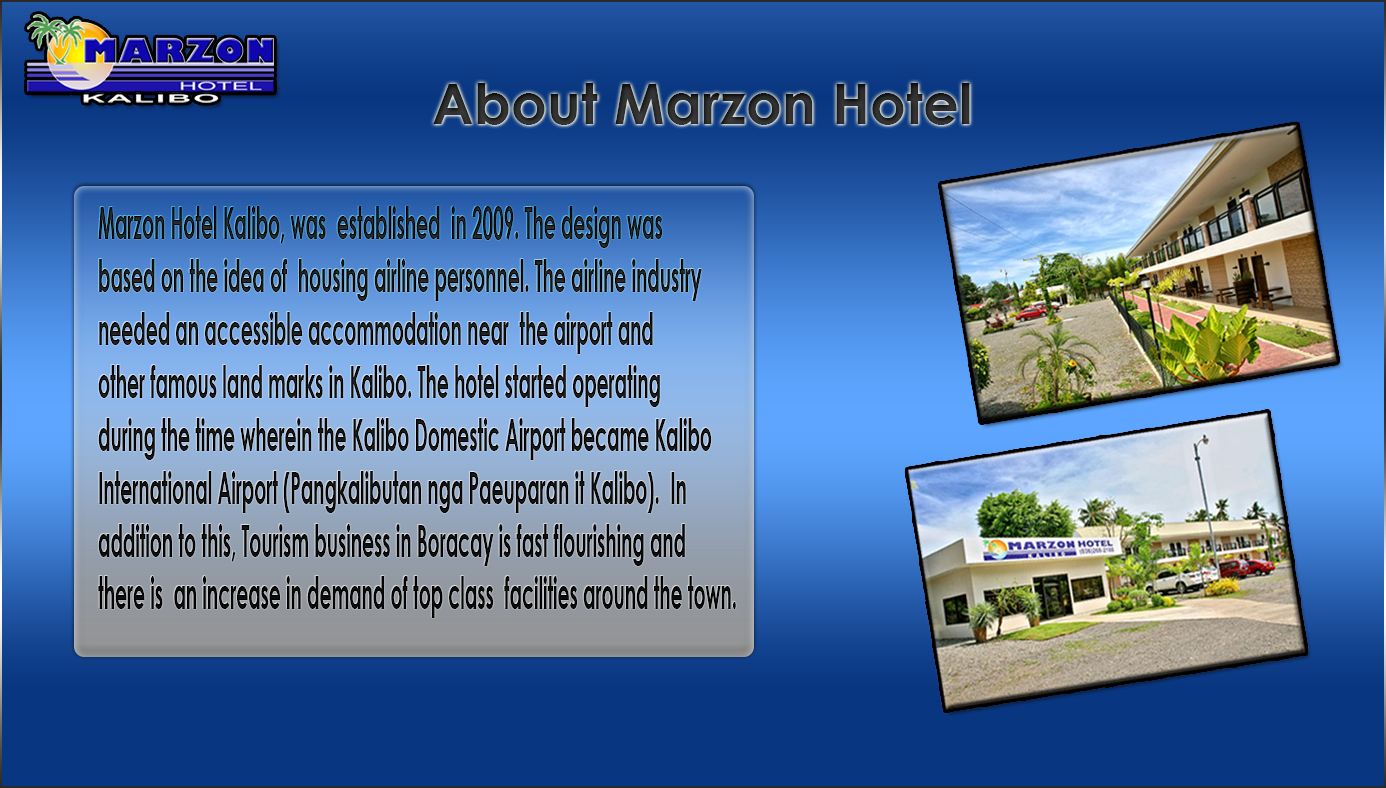 MARZON
HOTEL
KALIBO
About Marzon Hotel
Marzon Hotel Kalibo, was established in 2009. The design was
based on the idea of housing airline personnel. The airline industry
needed an accessible accommodation near the airport and
other famous land marks in Kalibo. The hotel started operating
during the time wherein the Kalibo Domestic Airport became Kalibo
International Airport (Pangkalibutan nga Paeuparan it Kalibo). In
addition to this, Tourism business in Boracay is fast flourishing and
there is an increase in demand of top class facilities around the town.
MARZON HOTEL
KALIBO